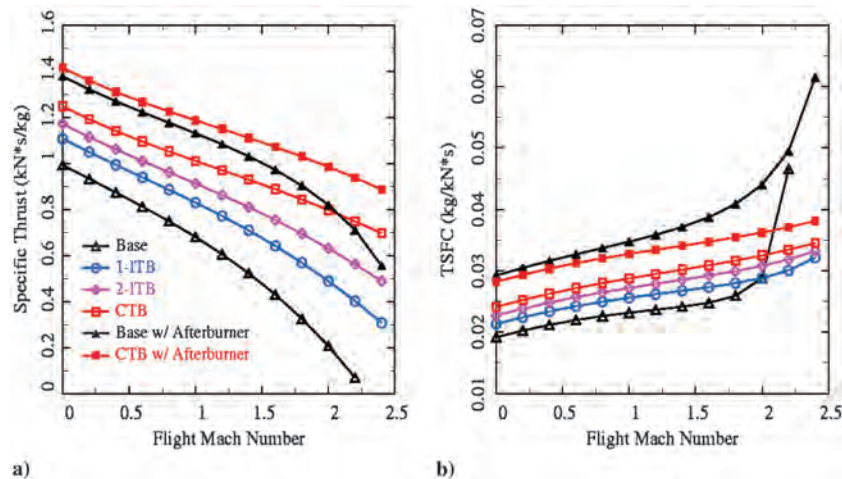 Specific Thrust (kN*s/kg)
1.6
1.4
1.2
1
0.8
0.6
0.4
0.2
0
Base
1-ITB
2-ITB
CTB
Base w/ Afterburner
CTB w/ Afterburner
0 0.5 1.0 1.5 2 2.5
Flight Mach Number
a)
TSFC (kg/kN*s)
0.07
0.06
0.05
0.04
0.03
0.02
0.01
0 0.5 1.0 1.5 2 2.5
Flight Mach Number
b)